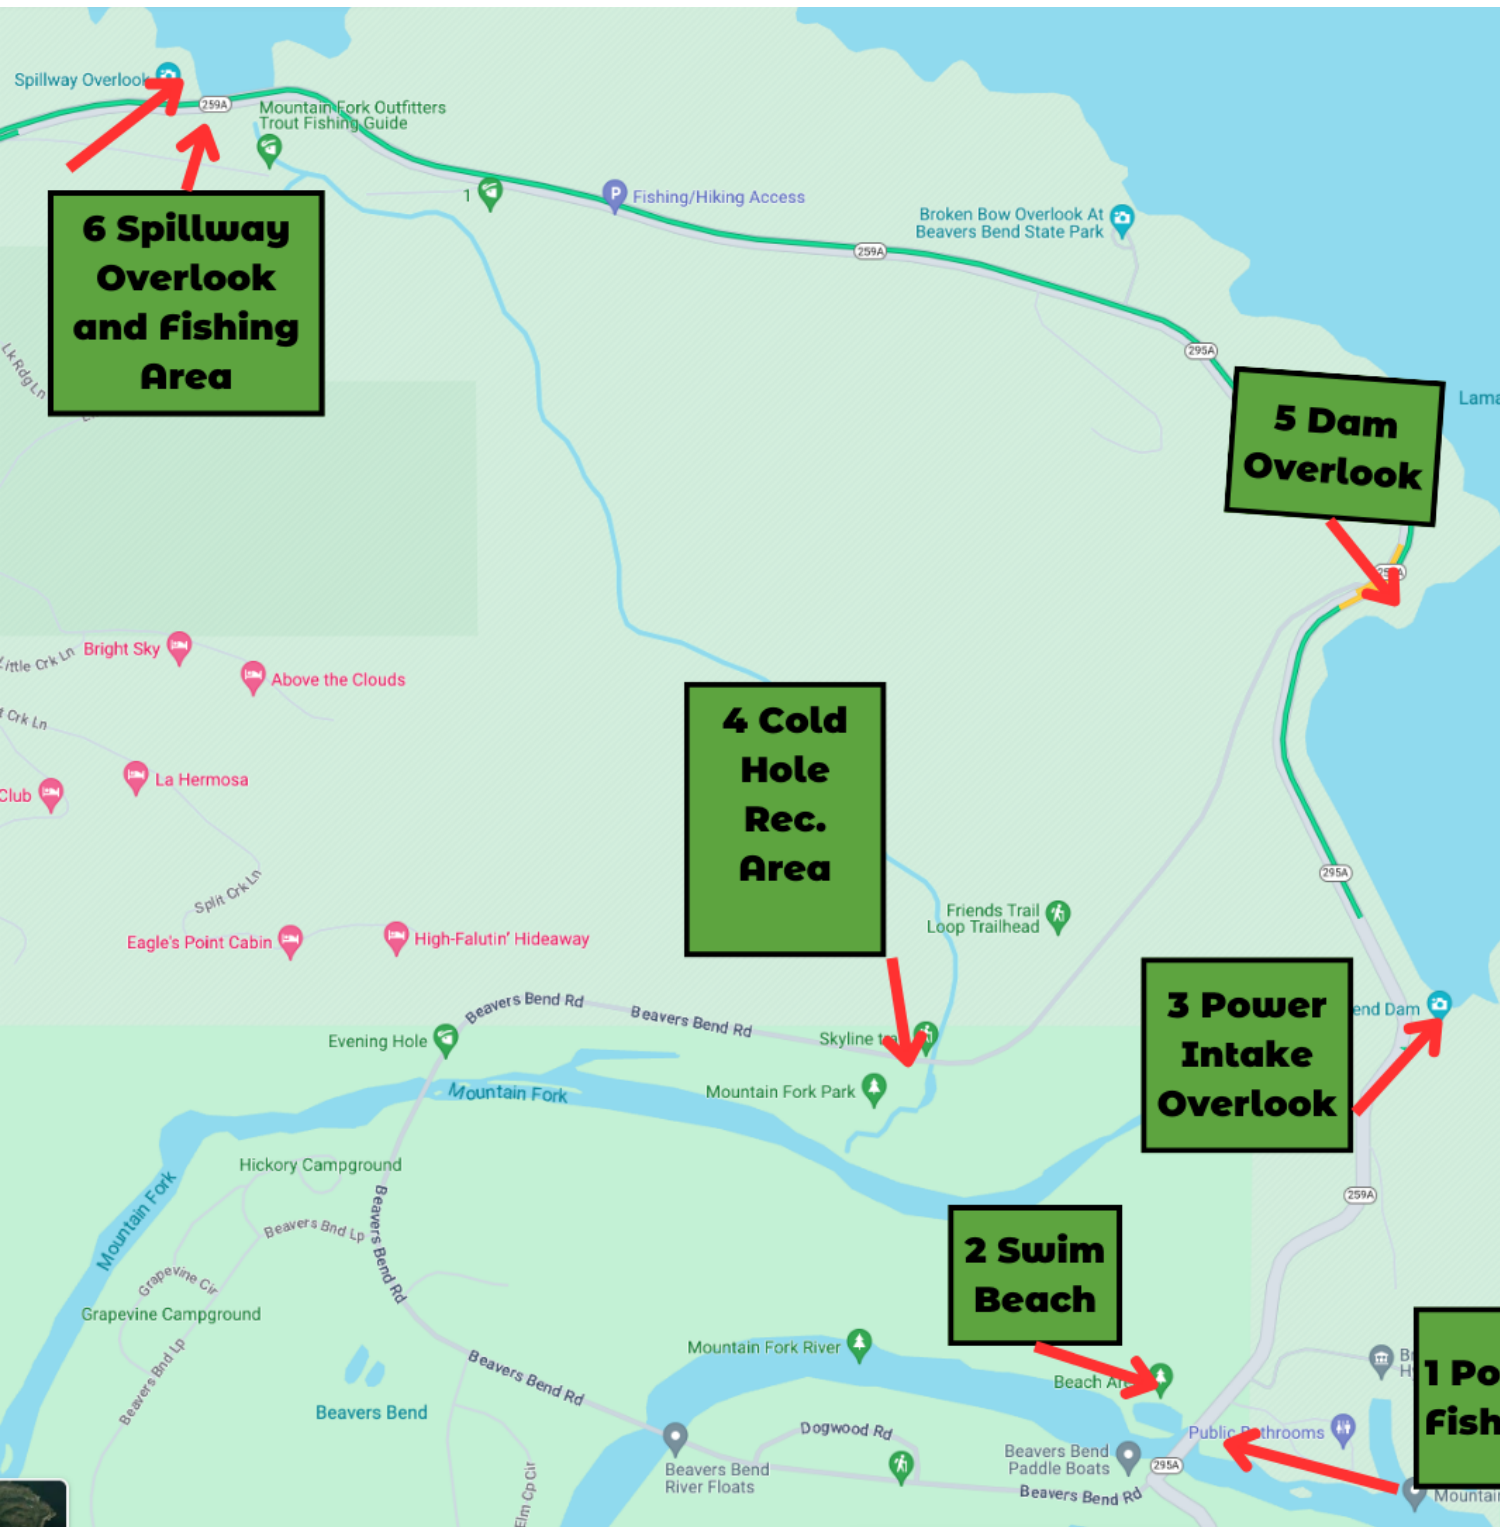 Spillway Overlook
259A
Mountain Fork Outfitters
Trout Fishing Guide
1
Fishing/Hiking Access
Broken Bow Overlook At
Beavers Bend State Park
259A
6 Spillway
Overlook
and Fishing
Area
295A
Lk Rdg Ln
5 Dam
Overlook
Bright Sky
Little Crk Ln
Above the Clouds
Crk Ln
La Hermosa
Club
4 Cold
Hole
Rec.
Area
295A
Split Crk Ln
Friends Trail
Loop Trailhead
Eagle's Point Cabin
High-Falutin' Hideaway
Beavers Bend Rd
Beavers Bend Rd
3 Power
Intake
Overlook
end Dam
Evening Hole
Skyline
Mountain Fork Park
Mountain Fork
Hickory Campground
Mountain Fork
259A
Beavers Bnd Lp
Beavers Bend Rd
2 Swim
Beach
Grapevine Cir
Grapevine Campground
Mountain Fork River
Beach
Beavers Bnd Lp
Beavers Bend Rd
1 Po
Fish
Beavers Bend
Dogwood Rd
Public
Beavers Bend
Paddle Boats
295A
Beavers Bend
River Floats
Beavers Bend Rd
Elm Cp Cir